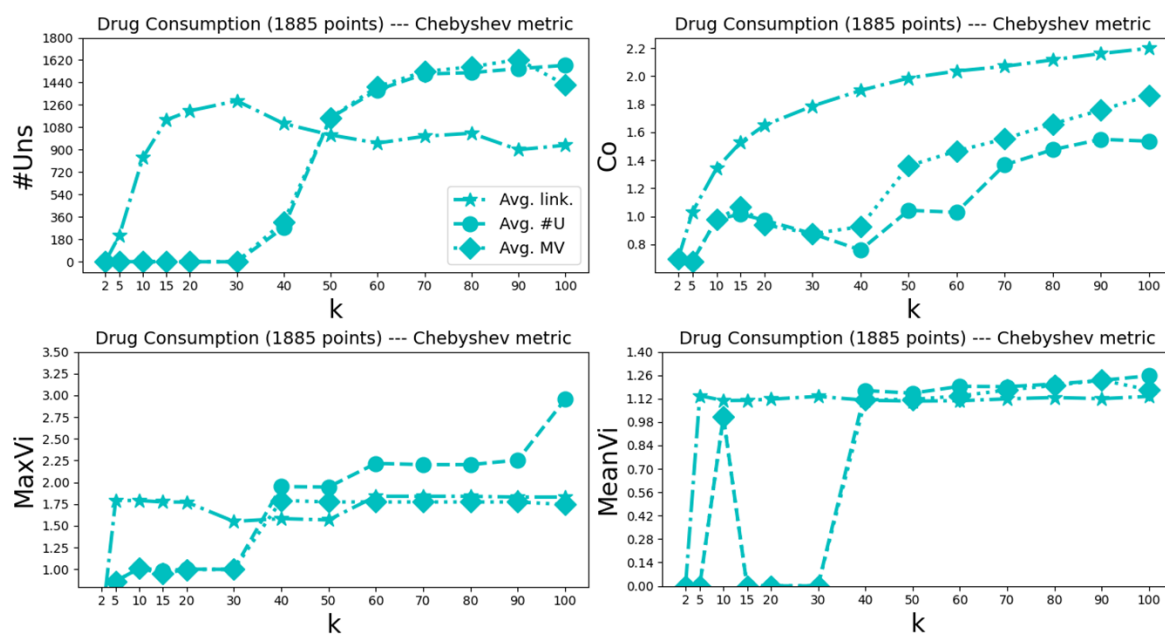 Drug Consumption (1885 points) --- Chebyshev metric
#Uns
1800
1620
1440
1260
1080
900
720
540
360
180
0
Avg. link.
Avg. #U
Avg. MV
2 5 10 15 20 30 40 50 60 70 80 90 100
k
Drug Consumption (1885 points) --- Chebyshev metric
Co
2.2
2.0
1.8
1.6
1.4
1.2
1.0
0.8
2 5 10 15 20 30 40 50 60 70 80 90 100
k
Drug Consumption (1885 points) --- Chebyshev metric
MaxVi
3.50
3.25
3.00
2.75
2.50
2.25
2.00
1.75
1.50
1.25
1.00
2 5 10 15 20 30 40 50 60 70 80 90 100
k
Drug Consumption (1885 points) --- Chebyshev metric
MeanVi
1.40
1.26
1.12
0.98
0.84
0.70
0.56
0.42
0.28
0.14
0.00
2 5 10 15 20 30 40 50 60 70 80 90 100
k